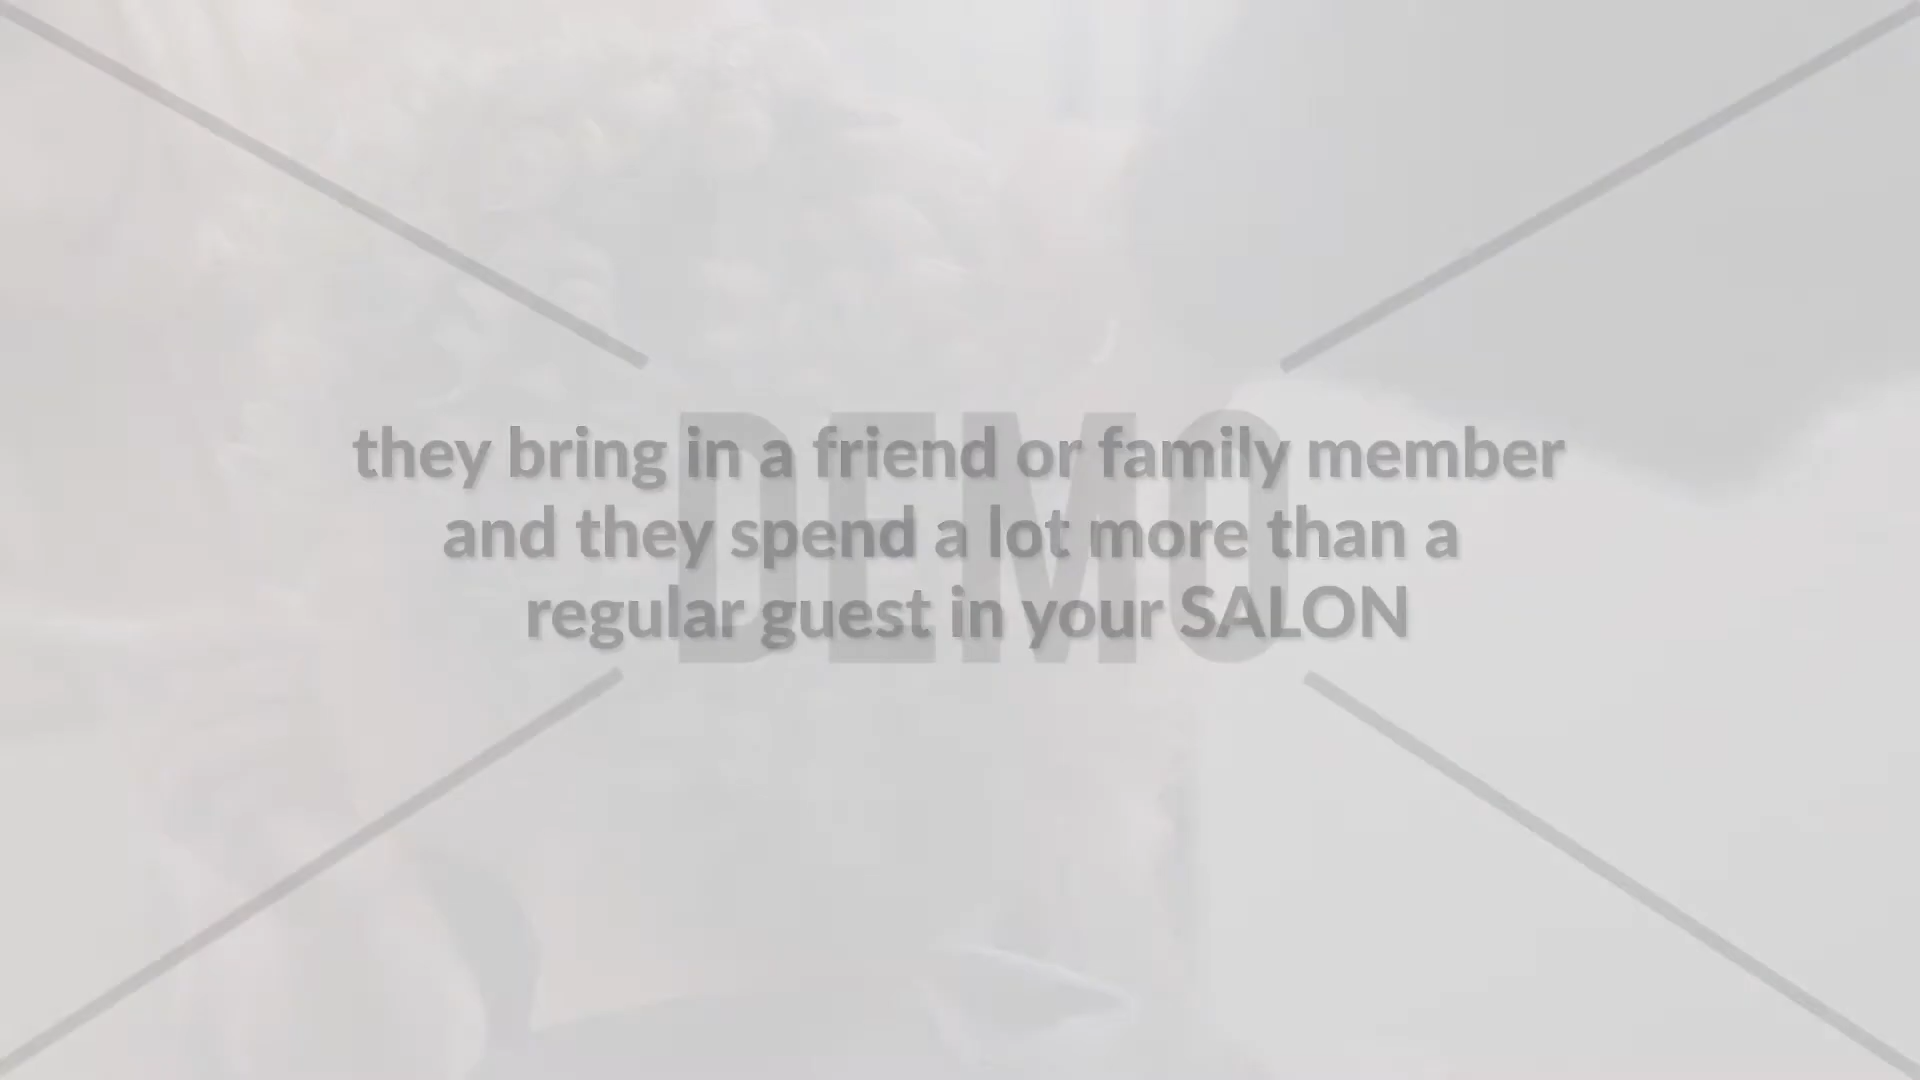 they bring in a friend or family member
and they spend a lot more than a
regular guest in your SALON
DEMO